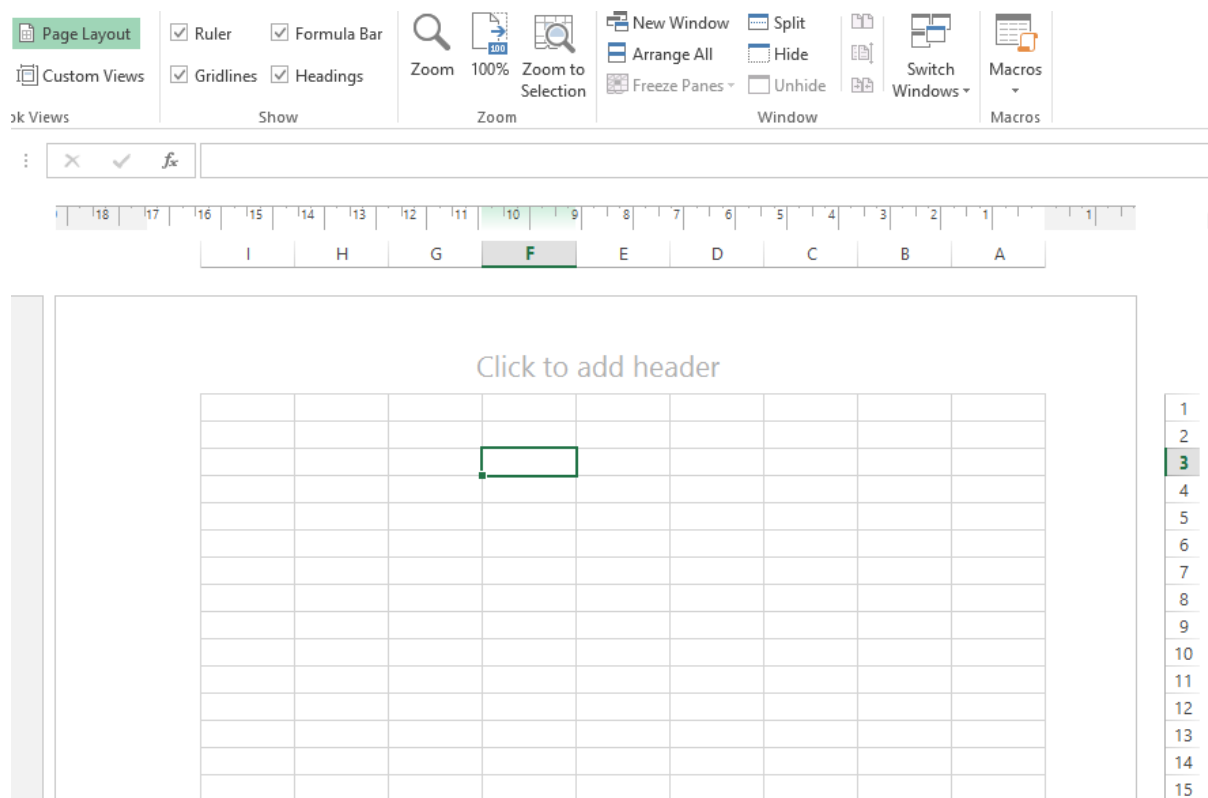 Page Layout
Custom Views
ok Views
Ruler
Formula Bar
Gridlines
Headings
Show
Zoom
100
100%
Zoom to
Selection
Zoom
New Window
Arrange All
Freeze Panes
Split
Hide
Unhide
Switch
Windows
Window
Macros
Macros
fx
18 17 16 15 14 13 12 11 10 9 8 7 6 5 4 3 2 1 1
I H G F E D C B A
Click to add header
1
2
3
4
5
6
7
8
9
10
11
12
13
14
15